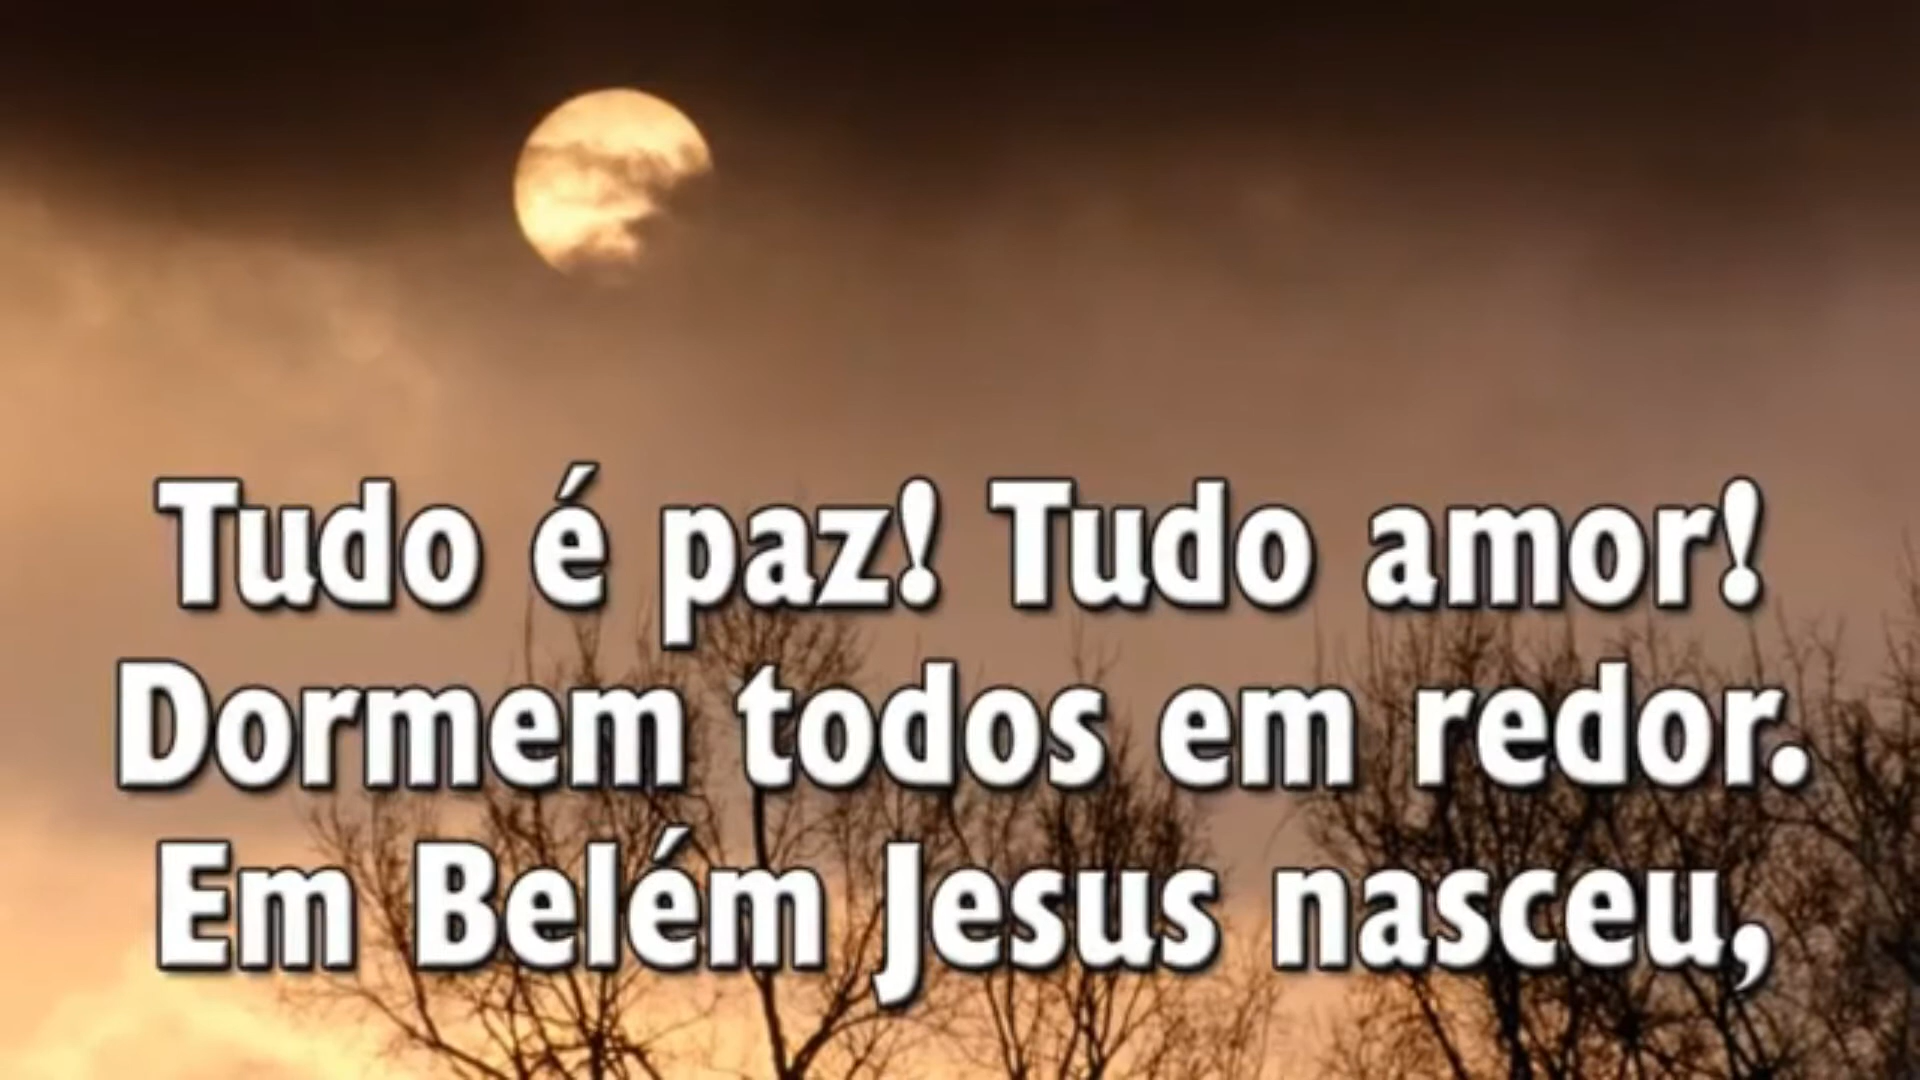 Tudo é paz! Tudo amor!
Dormem todos em redor.
Em Belém Jesus nasceu,